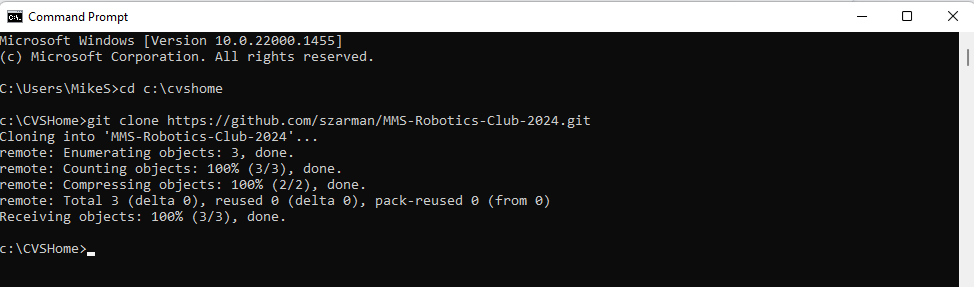 Command Prompt
Microsoft Windows [Version 10.0.22000.1455]
(c) Microsoft Corporation. All rights reserved.
C:\Users\MikeS>cd c:\cvshome
c:\CVSHome>git clone https://github.com/szarman/MMS-Robotics-Club-2024.git
Cloning into 'MMS-Robotics-Club-2024'...
remote: Enumerating objects: 3, done.
remote: Counting objects: 100% (3/3), done.
remote: Compressing objects: 100% (2/2), done.
remote: Total 3 (delta 0), reused 0 (delta 0), pack-reused 0 (from 0)
Receiving objects: 100% (3/3), done.
c:\CVSHome>